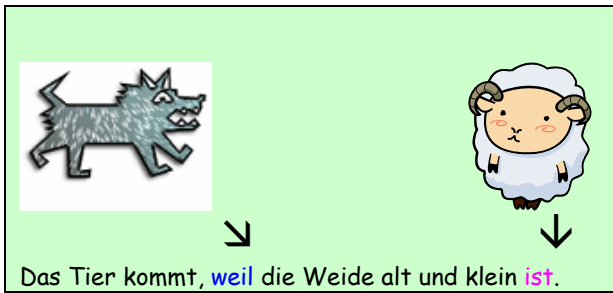 Das Tier kommt, weil die Weide alt und klein ist.